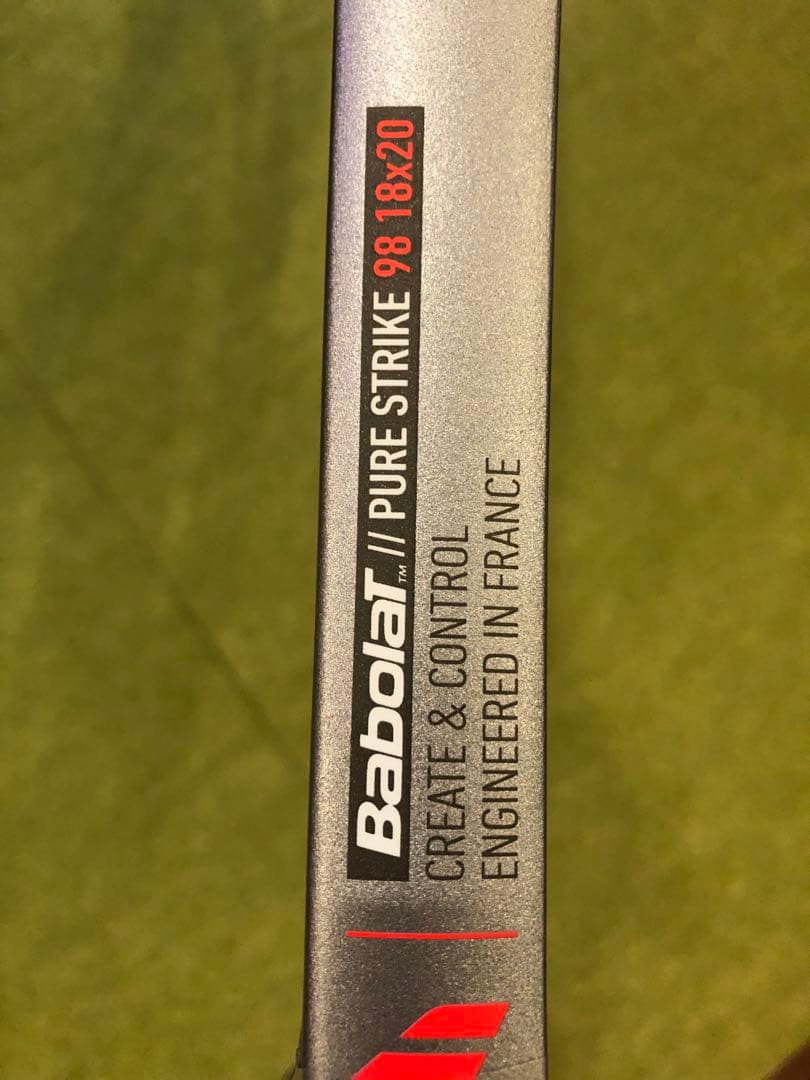 BabolaT™ // PURE STRIKE 98 18x20
CREATE & CONTROL
ENGINEERED IN FRANCE